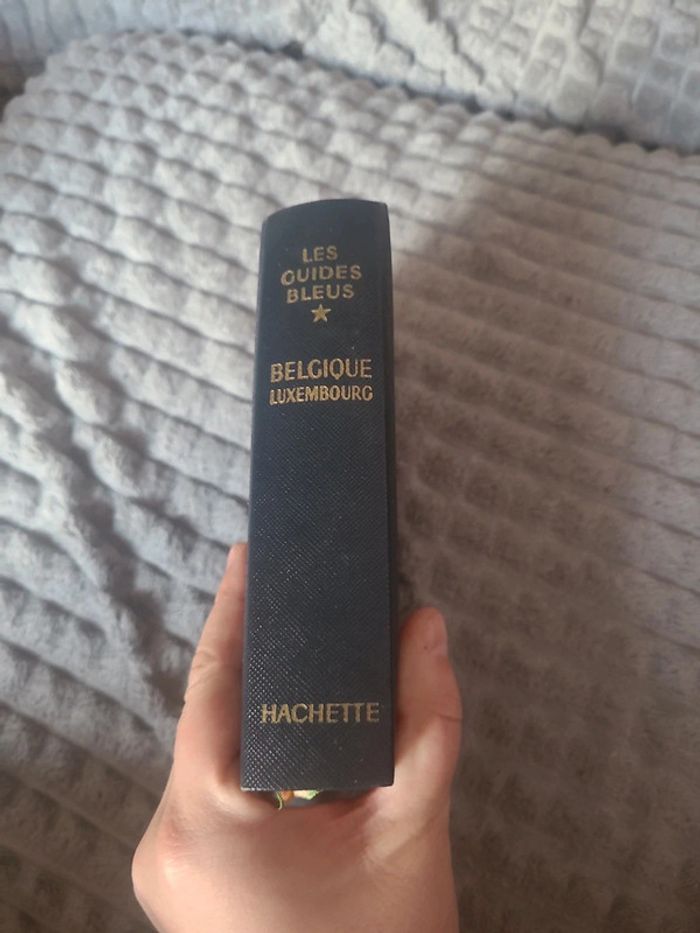 LES
GUIDES
BLEUS
BELGIQUE
LUXEMBOURG
HACHETTE